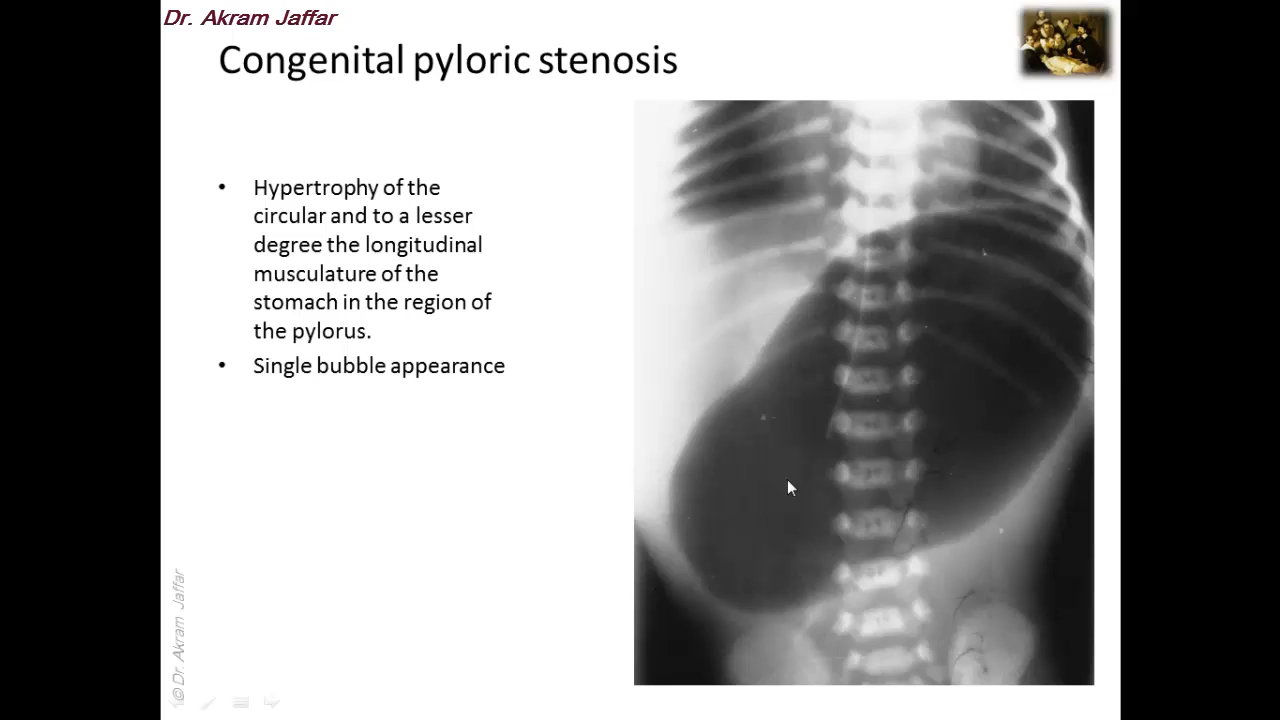 Dr. Akram Jaffar
Congenital pyloric stenosis
• Hypertrophy of the
circular and to a lesser
degree the longitudinal
musculature of the
stomach in the region of
the pylorus.
• Single bubble appearance
© Dr. Akram Jaffar